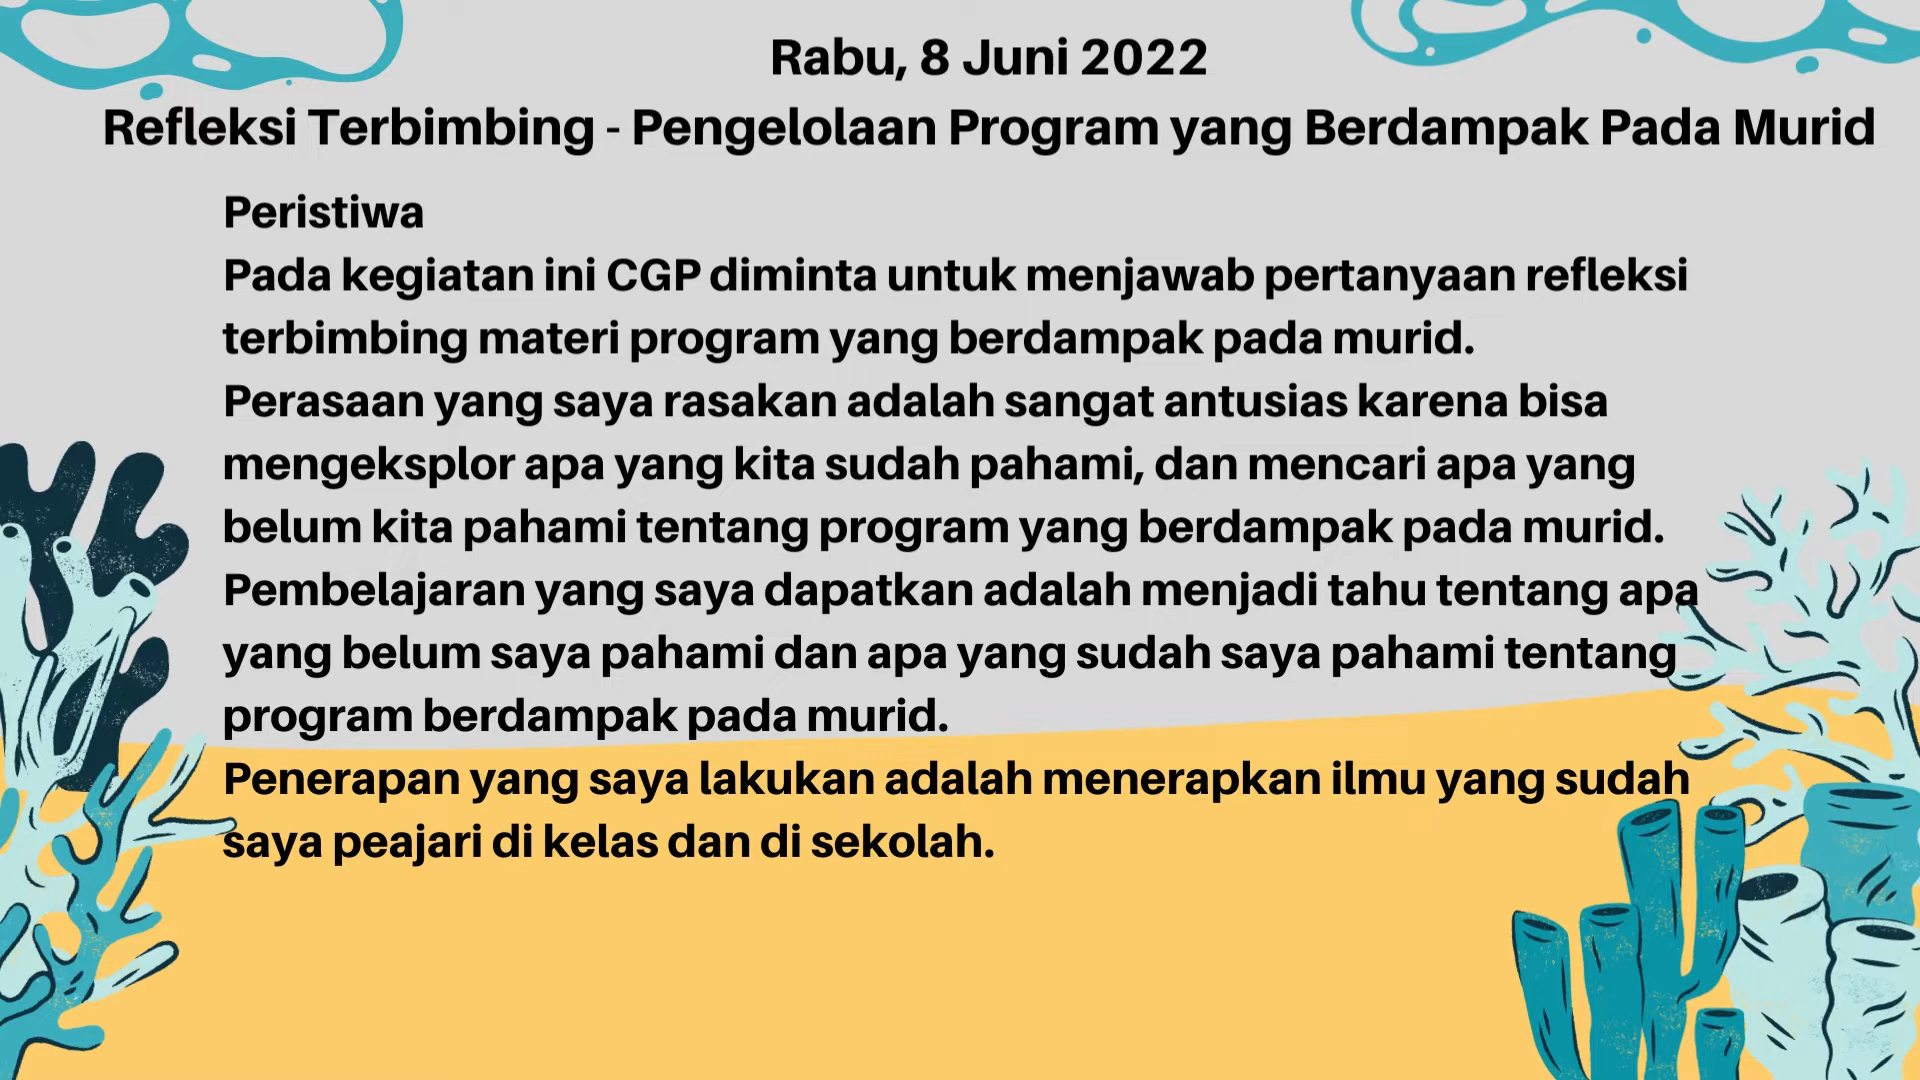 Rabu, 8 Juni 2022
Refleksi Terbimbing - Pengelolaan Program yang Berdampak Pada Murid
Peristiwa
Pada kegiatan ini CGP diminta untuk menjawab pertanyaan refleksi
terbimbing materi program yang berdampak pada murid.
Perasaan yang saya rasakan adalah sangat antusias karena bisa
mengeksplor apa yang kita sudah pahami, dan mencari apa yang
belum kita pahami tentang program yang berdampak pada murid.
Pembelajaran yang saya dapatkan adalah menjadi tahu tentang apa
yang belum saya pahami dan apa yang sudah saya pahami tentang
program berdampak pada murid.
Penerapan yang saya lakukan adalah menerapkan ilmu yang sudah
saya peajari di kelas dan di sekolah.